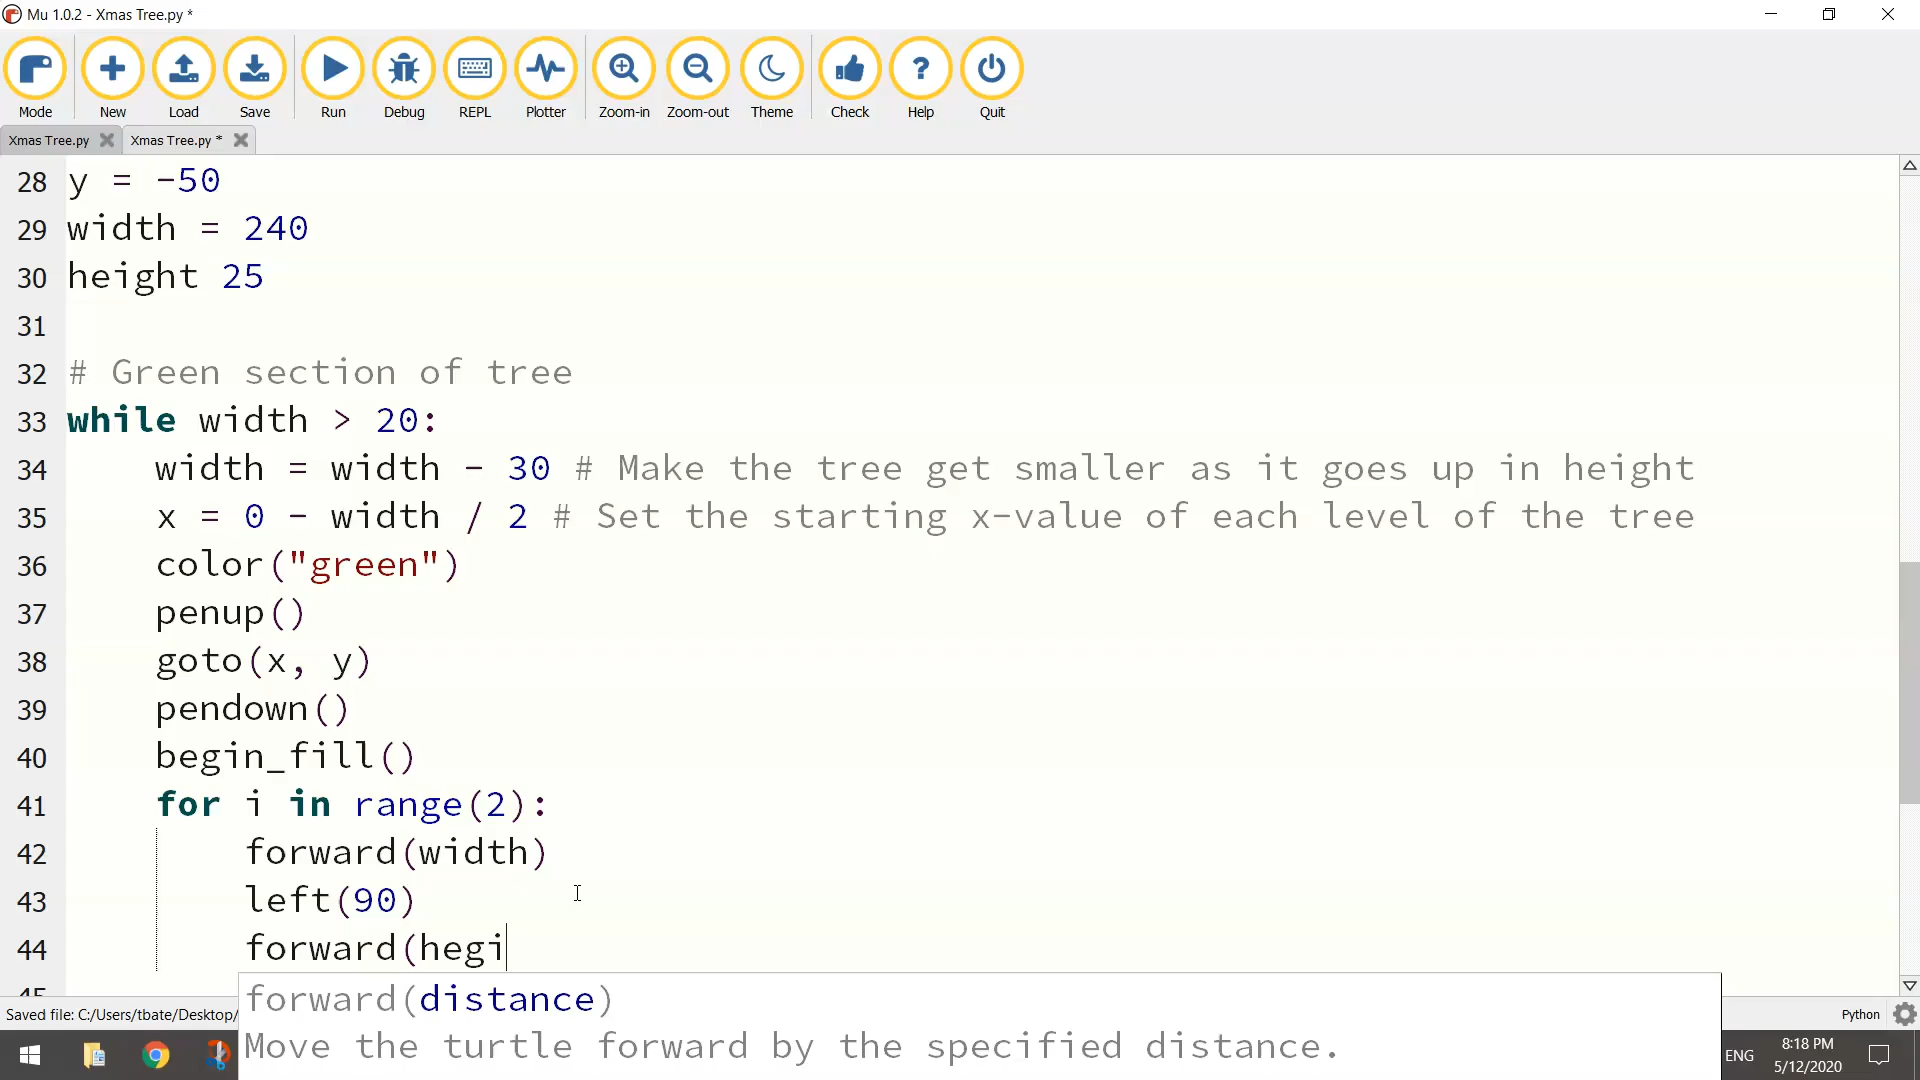 Mu 1.0.2 - Xmas Tree.py *
Mode New Load Save Run Debug REPL Plotter Zoom-in Zoom-out Theme Check Help Quit
Xmas Tree.py Xmas Tree.py *
28 y = -50
29 width = 240
30 height 25
31
32 # Green section of tree
33 while width > 20:
34 width = width - 30 # Make the tree get smaller as it goes up in height
35 x = 0 - width / 2 # Set the starting x-value of each level of the tree
36 color("green")
37 penup()
38 goto(x, y)
39 pendown()
40 begin_fill()
41 for i in range(2):
42 forward(width)
43 left(90)
44 forward(hegi
45
forward(distance)
Move the turtle forward by the specified distance.
Saved file: C:/Users/tbate/Desktop/
Python
ENG
8:18 PM
5/12/2020